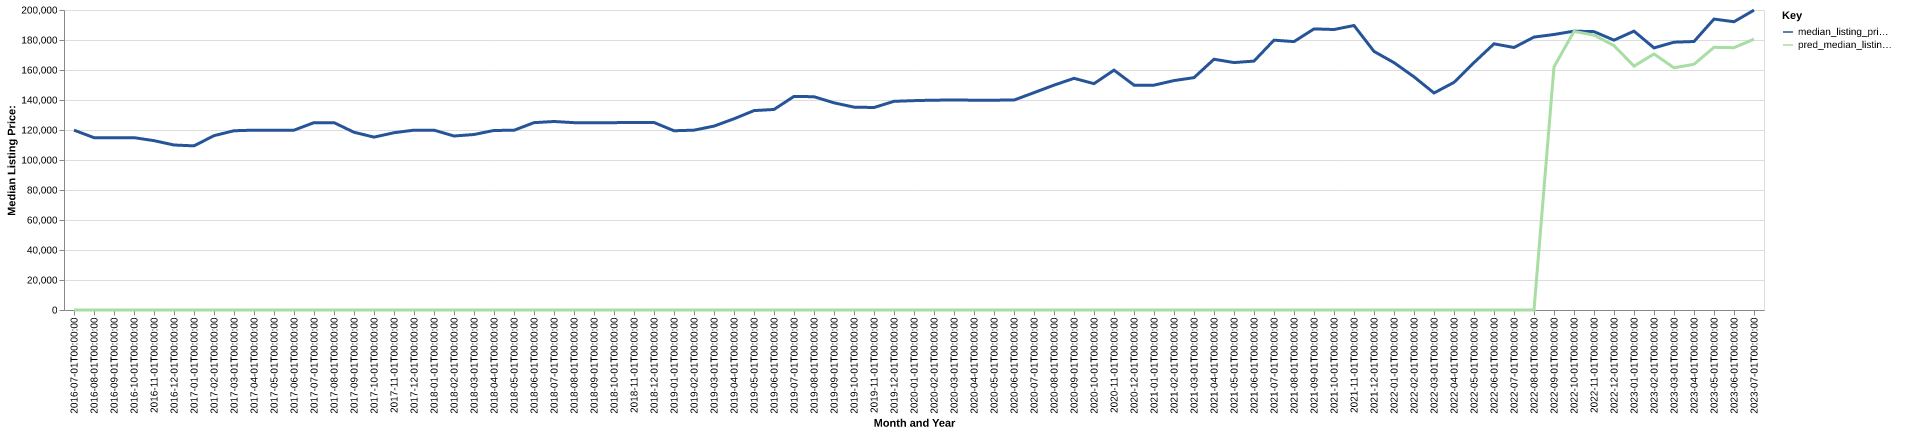 200,000
180,000
160,000
140,000
120,000
100,000
80,000
60,000
40,000
20,000
0
Median Listing Price:
2016-07-01T00:00:00
2016-08-01T00:00:00
2016-09-01T00:00:00
2016-10-01T00:00:00
2016-11-01T00:00:00
2016-12-01T00:00:00
2017-01-01T00:00:00
2017-02-01T00:00:00
2017-03-01T00:00:00
2017-04-01T00:00:00
2017-05-01T00:00:00
2017-06-01T00:00:00
2017-07-01T00:00:00
2017-08-01T00:00:00
2017-09-01T00:00:00
2017-10-01T00:00:00
2017-11-01T00:00:00
2017-12-01T00:00:00
2018-01-01T00:00:00
2018-02-01T00:00:00
2018-03-01T00:00:00
2018-04-01T00:00:00
2018-05-01T00:00:00
2018-06-01T00:00:00
2018-07-01T00:00:00
2018-08-01T00:00:00
2018-09-01T00:00:00
2018-10-01T00:00:00
2018-11-01T00:00:00
2018-12-01T00:00:00
2019-01-01T00:00:00
2019-02-01T00:00:00
2019-03-01T00:00:00
2019-04-01T00:00:00
2019-05-01T00:00:00
2019-06-01T00:00:00
2019-07-01T00:00:00
2019-08-01T00:00:00
2019-09-01T00:00:00
2019-10-01T00:00:00
2019-11-01T00:00:00
2019-12-01T00:00:00
2020-01-01T00:00:00
2020-02-01T00:00:00
2020-03-01T00:00:00
2020-04-01T00:00:00
2020-05-01T00:00:00
2020-06-01T00:00:00
2020-07-01T00:00:00
2020-08-01T00:00:00
2020-09-01T00:00:00
2020-10-01T00:00:00
2020-11-01T00:00:00
2020-12-01T00:00:00
2021-01-01T00:00:00
2021-02-01T00:00:00
2021-03-01T00:00:00
2021-04-01T00:00:00
2021-05-01T00:00:00
2021-06-01T00:00:00
2021-07-01T00:00:00
2021-08-01T00:00:00
2021-09-01T00:00:00
2021-10-01T00:00:00
2021-11-01T00:00:00
2021-12-01T00:00:00
2022-01-01T00:00:00
2022-02-01T00:00:00
2022-03-01T00:00:00
2022-04-01T00:00:00
2022-05-01T00:00:00
2022-06-01T00:00:00
2022-07-01T00:00:00
2022-08-01T00:00:00
2022-09-01T00:00:00
2022-10-01T00:00:00
2022-11-01T00:00:00
2022-12-01T00:00:00
2023-01-01T00:00:00
2023-02-01T00:00:00
2023-03-01T00:00:00
2023-04-01T00:00:00
2023-05-01T00:00:00
2023-06-01T00:00:00
2023-07-01T00:00:00
Month and Year
Key
median_listing_pri…
pred_median_listin…